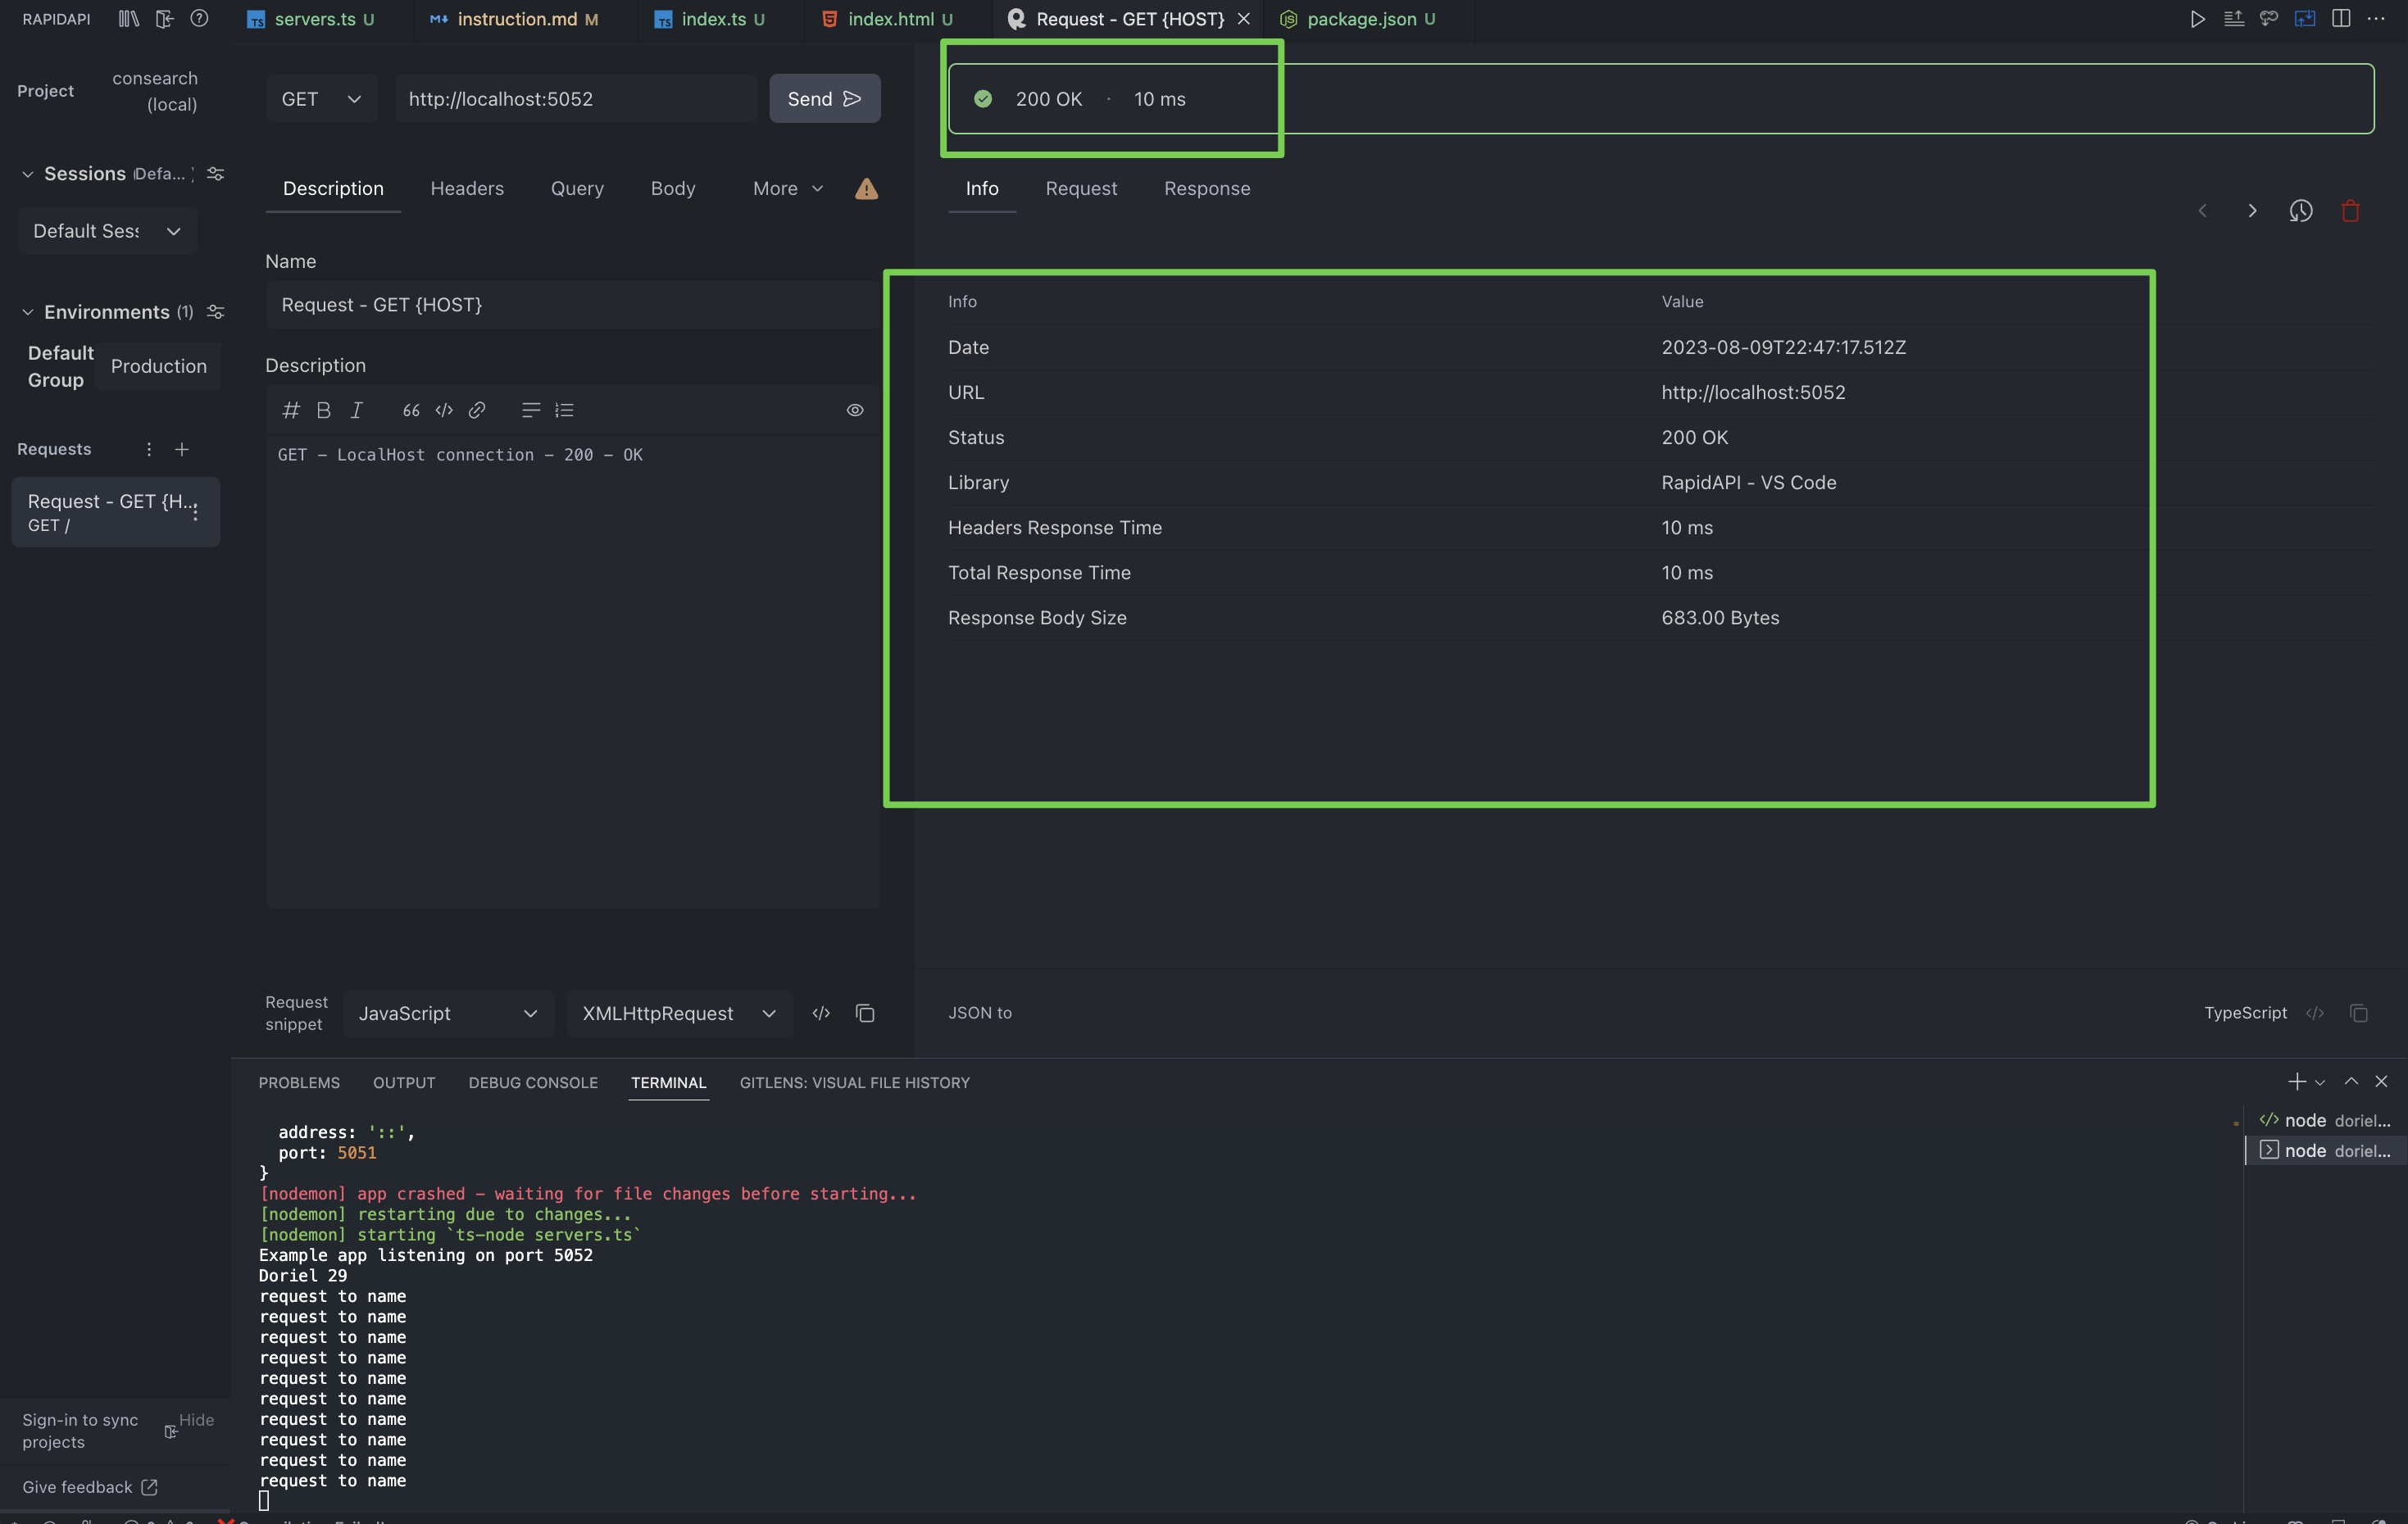 RAPIDAPI
servers.ts U
instruction.md M
index.ts U
index.html U
Request - GET {HOST}
package.json U
Project
consearch
(local)
Sessions (Defa... )
Default Sess
Environments (1)
Default
Group
Production
Requests
Request - GET {H...
GET /
Sign-in to sync
projects
Hide
Give feedback
GET
http://localhost:5052
Send
Description
Headers
Query
Body
More
Name
Request - GET {HOST}
Description
GET – LocalHost connection – 200 – OK
Request
snippet
JavaScript
XMLHttpRequest
200 OK · 10 ms
Info
Request
Response
Info Value
Date 2023-08-09T22:47:17.512Z
URL http://localhost:5052
Status 200 OK
Library RapidAPI - VS Code
Headers Response Time 10 ms
Total Response Time 10 ms
Response Body Size 683.00 Bytes
JSON to
TypeScript
PROBLEMS
OUTPUT
DEBUG CONSOLE
TERMINAL
GITLENS: VISUAL FILE HISTORY
address: '::',
port: 5051
}
[nodemon] app crashed – waiting for file changes before starting...
[nodemon] restarting due to changes...
[nodemon] starting `ts-node servers.ts`
Example app listening on port 5052
Doriel 29
request to name
request to name
request to name
request to name
request to name
request to name
request to name
request to name
request to name
request to name
node doriel...
node doriel...